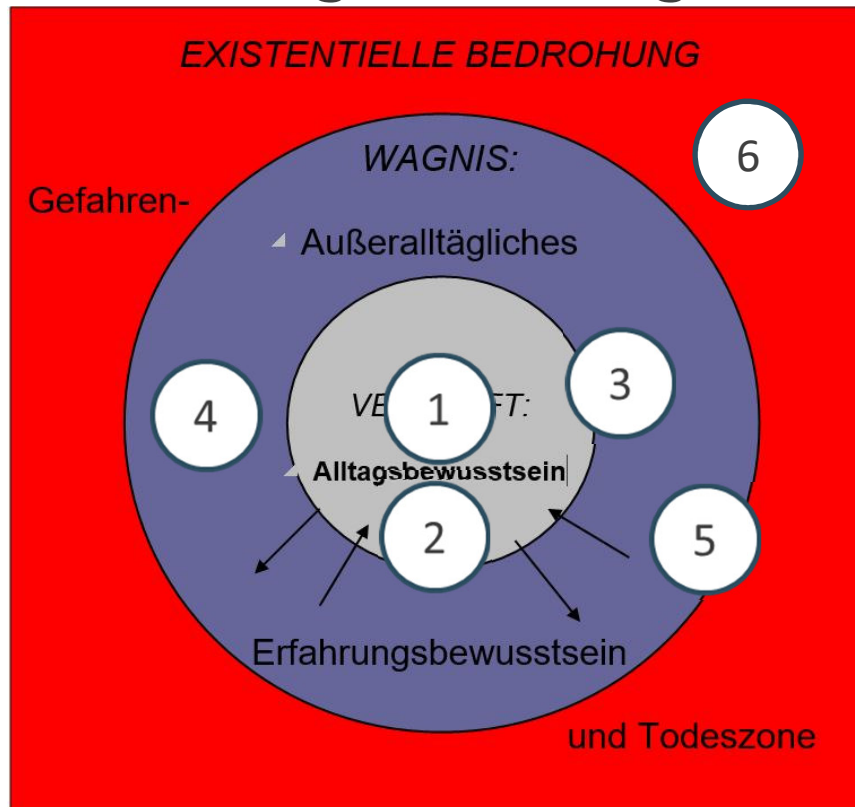 EXISTENTIELLE BEDROHUNG
6
WAGNIS:
Gefahren-
Außeralltägliches
3
4
1
Alltagsbewusstsein
2
5
Erfahrungsbewusstsein
und Todeszone